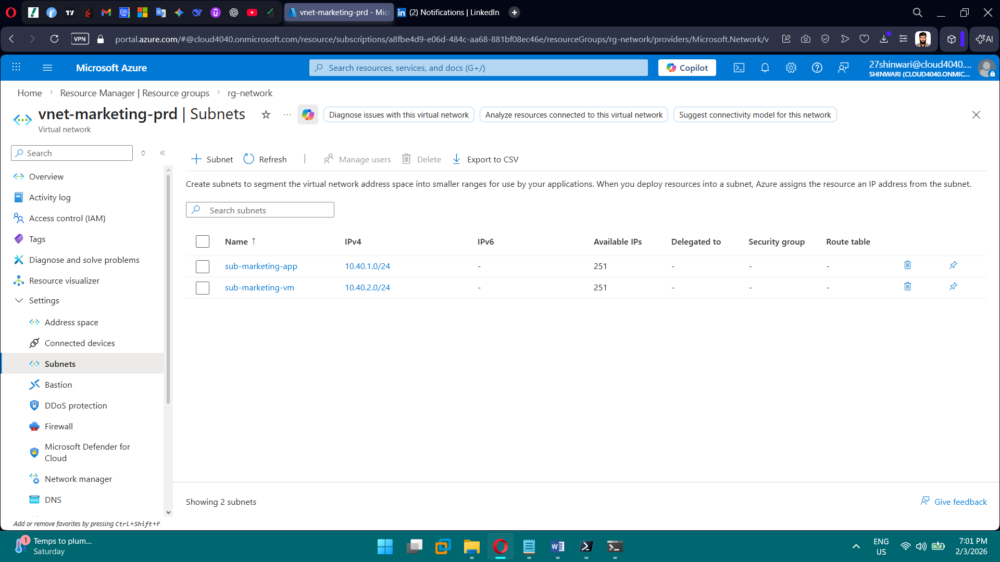 vnet-marketing-prd - Micr
(2) Notifications | LinkedIn
VPN
portal.azure.com/#@cloud4040.onmicrosoft.com/resource/subscriptions/a8fbe4d9-e06d-484c-aa68-881bf08ec46e/resourceGroups/rg-network/providers/Microsoft.Network/v
AI
Microsoft Azure
Search resources, services, and docs (G+/)
Copilot
27shinwari@cloud4040....
SHINWARI (CLOUD4040.ONMIC...
Home
Resource Manager | Resource groups
rg-network
vnet-marketing-prd | Subnets
Virtual network
Diagnose issues with this virtual network
Analyze resources connected to this virtual network
Suggest connectivity model for this network
Search
Subnet
Refresh
Manage users
Delete
Export to CSV
Overview
Activity log
Access control (IAM)
Tags
Diagnose and solve problems
Resource visualizer
Settings
Address space
Connected devices
Subnets
Bastion
DDoS protection
Firewall
Microsoft Defender for
Cloud
Network manager
DNS
Add or remove favorites by pressing Ctrl+Shift+F
Create subnets to segment the virtual network address space into smaller ranges for use by your applications. When you deploy resources into a subnet, Azure assigns the resource an IP address from the subnet.
Search subnets
Name ↑ IPv4 IPv6 Available IPs Delegated to Security group Route table
sub-marketing-app 10.40.1.0/24 - 251 - - -
sub-marketing-vm 10.40.2.0/24 - 251 - - -
Showing 2 subnets
Give feedback
1
Temps to plum...
Saturday
ENG
US
7:01 PM
2/3/2026